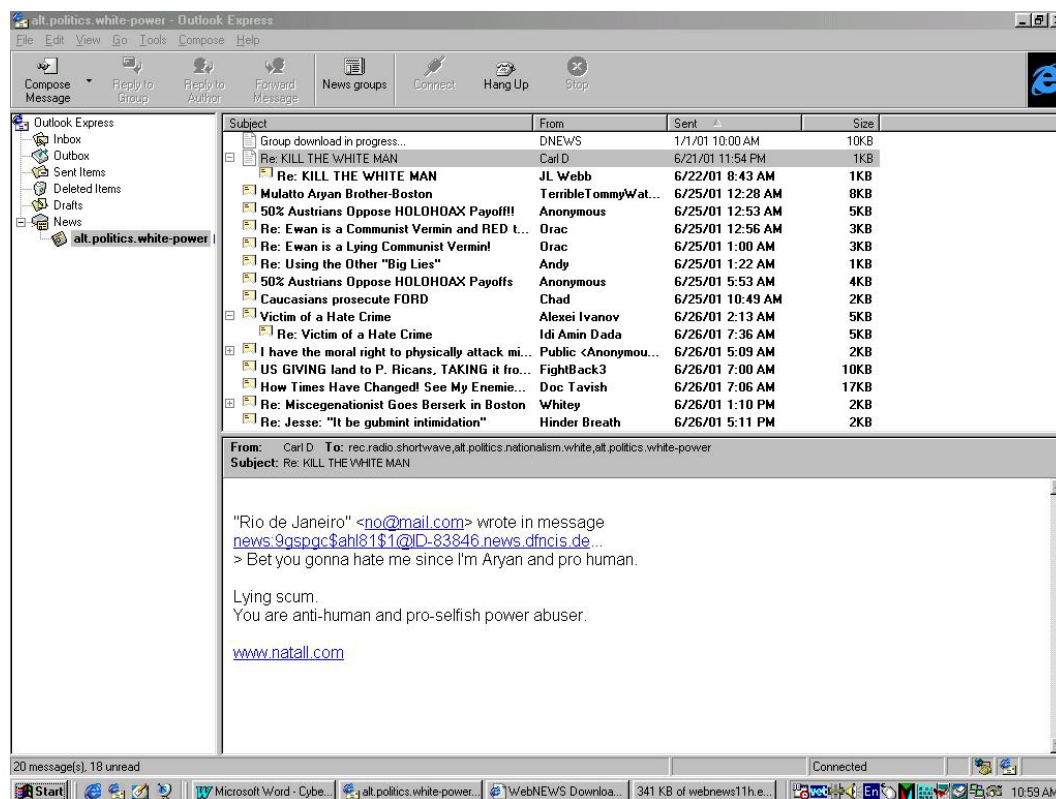 alt.politics.white-power - Outlook Express
File Edit View Go Tools Compose Help
Compose Message Reply to Group Reply to Author Forward Message News groups Connect Hang Up Stop
Outlook Express
Inbox
Outbox
Sent Items
Deleted Items
Drafts
News
alt.politics.white-power
Subject From Sent Size
Group download in progress... DNEWS 1/1/01 10:00 AM 10KB
Re: KILL THE WHITE MAN Carl D 6/21/01 11:54 PM 1KB
Re: KILL THE WHITE MAN JL Webb 6/22/01 8:43 AM 1KB
Mulatto Aryan Brother-Boston TerribleTommyWat... 6/25/01 12:28 AM 8KB
50% Austrians Oppose HOLOHOAX Payoff!! Anonymous 6/25/01 12:53 AM 5KB
Re: Ewan is a Communist Vermin and RED t... Orac 6/25/01 12:56 AM 3KB
Re: Ewan is a Lying Communist Vermin! Orac 6/25/01 1:00 AM 3KB
Re: Using the Other "Big Lies" Andy 6/25/01 1:22 AM 1KB
50% Austrians Oppose HOLOHOAX Payoffs Anonymous 6/25/01 5:53 AM 4KB
Caucasians prosecute FORD Chad 6/25/01 10:49 AM 2KB
Victim of a Hate Crime Alexei Ivanov 6/26/01 2:13 AM 5KB
Re: Victim of a Hate Crime Idi Amin Dada 6/26/01 7:36 AM 5KB
I have the moral right to physically attack mi... Public <Anonymou... 6/26/01 5:09 AM 2KB
US GIVING land to P. Ricans, TAKING it fro... FightBack3 6/26/01 7:00 AM 10KB
How Times Have Changed! See My Enemie... Doc Tavish 6/26/01 7:06 AM 17KB
Re: Miscegenationist Goes Berserk in Boston Whitey 6/26/01 1:10 PM 2KB
Re: Jesse: "It be gubmint intimidation" Hinder Breath 6/26/01 5:11 PM 2KB
From: Carl D To: rec.radio.shortwave,alt.politics.nationalism.white,alt.politics.white-power
Subject: Re: KILL THE WHITE MAN
"Rio de Janeiro" <no@mail.com> wrote in message
news:9gspgc$ahl81$1@ID-83846.news.dfncis.de...
> Bet you gonna hate me since I'm Aryan and pro human.
Lying scum.
You are anti-human and pro-selfish power abuser.
www.natall.com
20 message(s), 18 unread Connected
Start Microsoft Word - Cybe... alt.politics.white-power... WebNEWS Downloa... 341 KB of webnews11h.e... vet En 10:59 AM